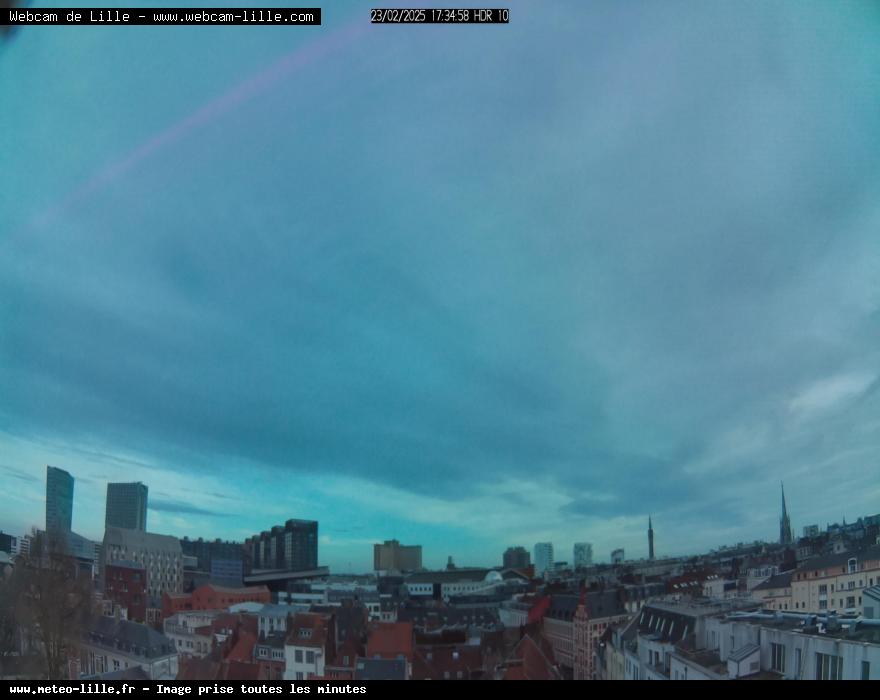 Webcam de Lille - www.webcam-lille.com
23/02/2025 17:34:58 HDR 10
www.meteo-lille.fr - Image prise toutes les minutes